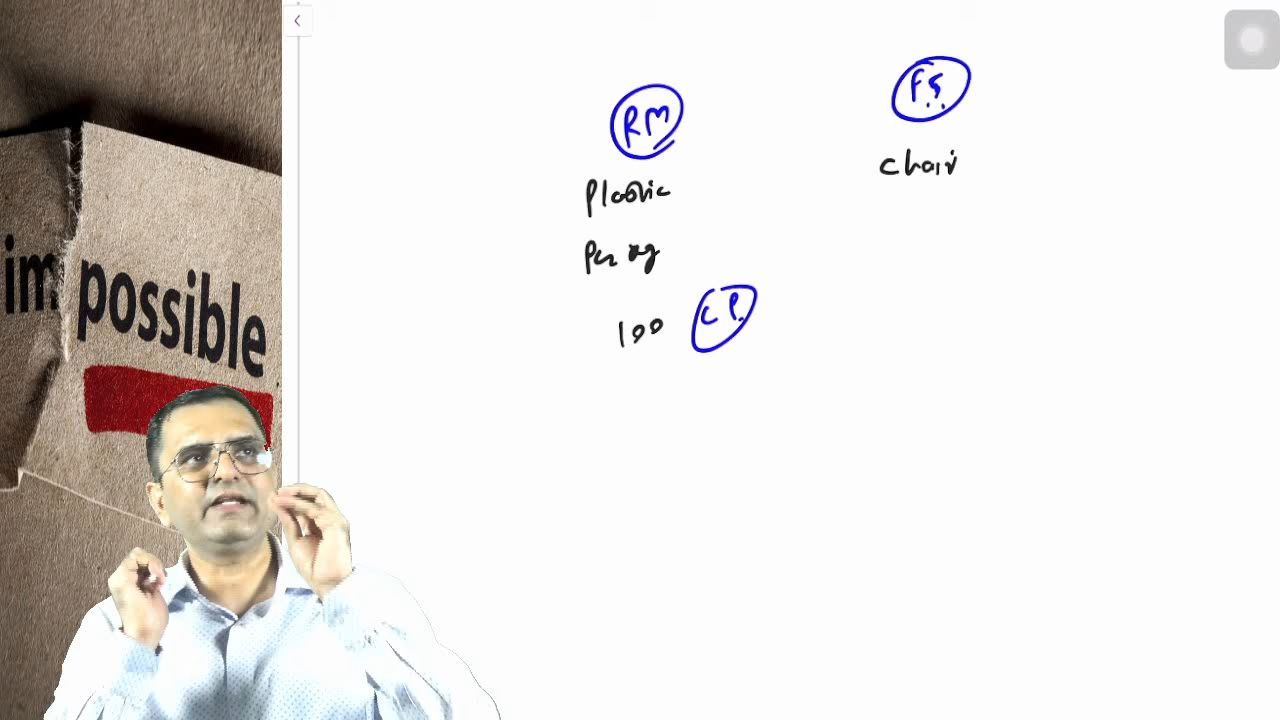 impossible
RM
Plastic
Per kg
100 C.P.
F.G.
chair